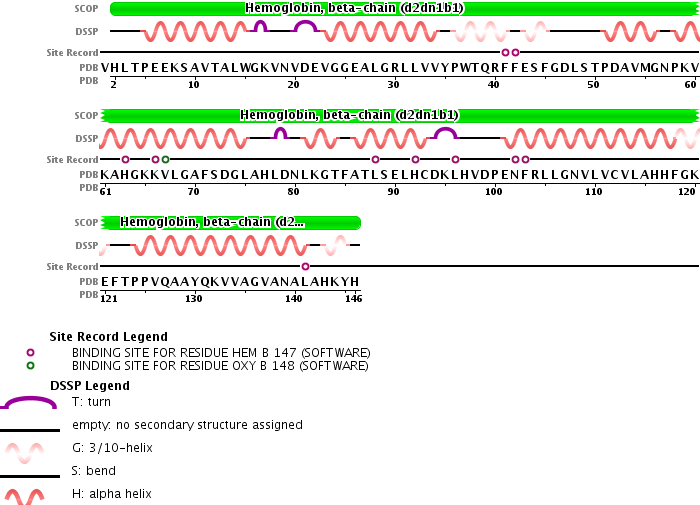 SCOP Hemoglobin, beta-chain (d2dn1b1)
DSSP
Site Record
PDB VHLTPEEKSAVTALWGKVNVDEVGGEALGRLLVVYPWTQRFFESFGDLSTPDAVMGNPKV
PDB 2 10 20 30 40 50 60
SCOP Hemoglobin, beta-chain (d2dn1b1)
DSSP
Site Record
PDB KAHGKKVLGAFSDGLAHLDNLKGTFATLSELHCDKLHVDPENFRLLGNVLVCVLAHHFGK
PDB 61 70 80 90 100 110 120
SCOP Hemoglobin, beta-chain (d2...
DSSP
Site Record
PDB EFTPPVQAAYQKVVAGVANALAHKYH
PDB 121 130 140 146
Site Record Legend
BINDING SITE FOR RESIDUE HEM B 147 (SOFTWARE)
BINDING SITE FOR RESIDUE OXY B 148 (SOFTWARE)
DSSP Legend
T: turn
empty: no secondary structure assigned
G: 3/10-helix
S: bend
H: alpha helix